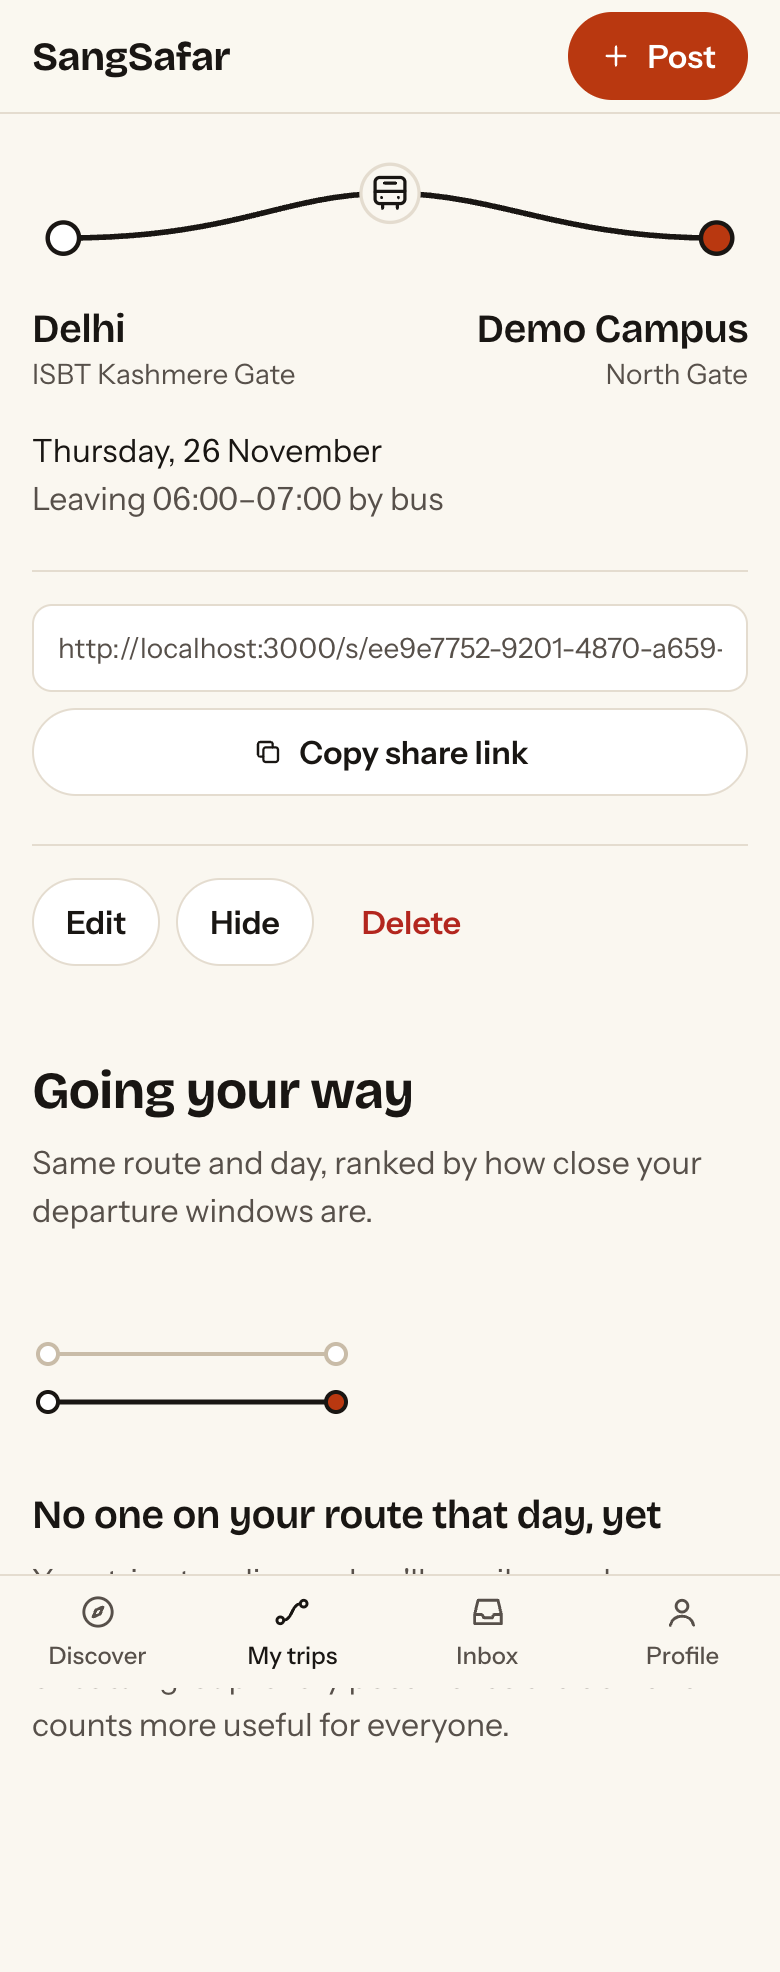 SangSafar
+ Post
Delhi
Demo Campus
ISBT Kashmere Gate
North Gate
Thursday, 26 November
Leaving 06:00–07:00 by bus
http://localhost:3000/s/ee9e7752-9201-4870-a659-
Copy share link
Edit
Hide
Delete
Going your way
Same route and day, ranked by how close your
departure windows are.
No one on your route that day, yet
Discover
My trips
Inbox
Profile
counts more useful for everyone.